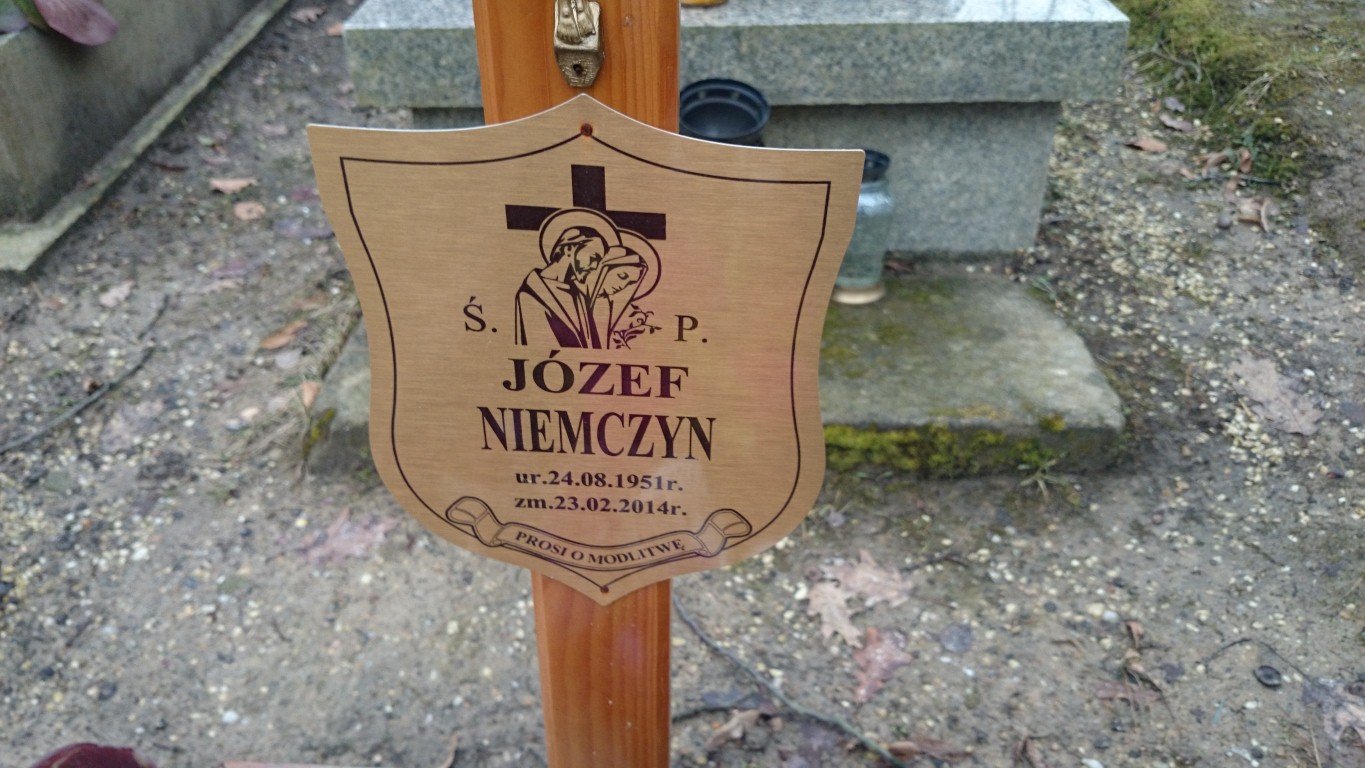 Ś. P.
JÓZEF
NIEMCZYN
ur.24.08.1951r.
zm.23.02.2014r.
PROSI O MODLITWĘ